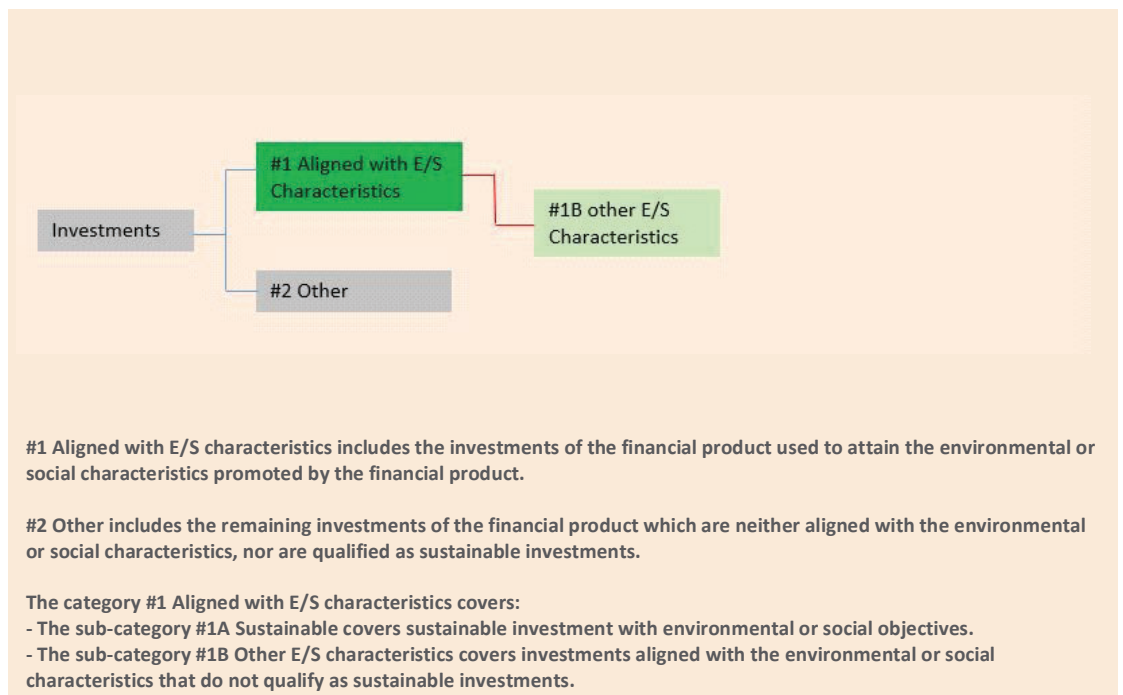 #1 Aligned with E/S
Characteristics
#1B other E/S
Characteristics
Investments
#2 Other
#1 Aligned with E/S characteristics includes the investments of the financial product used to attain the environmental or
social characteristics promoted by the financial product.
#2 Other includes the remaining investments of the financial product which are neither aligned with the environmental
or social characteristics, nor are qualified as sustainable investments.
The category #1 Aligned with E/S characteristics covers:
- The sub-category #1A Sustainable covers sustainable investment with environmental or social objectives.
- The sub-category #1B Other E/S characteristics covers investments aligned with the environmental or social
characteristics that do not qualify as sustainable investments.